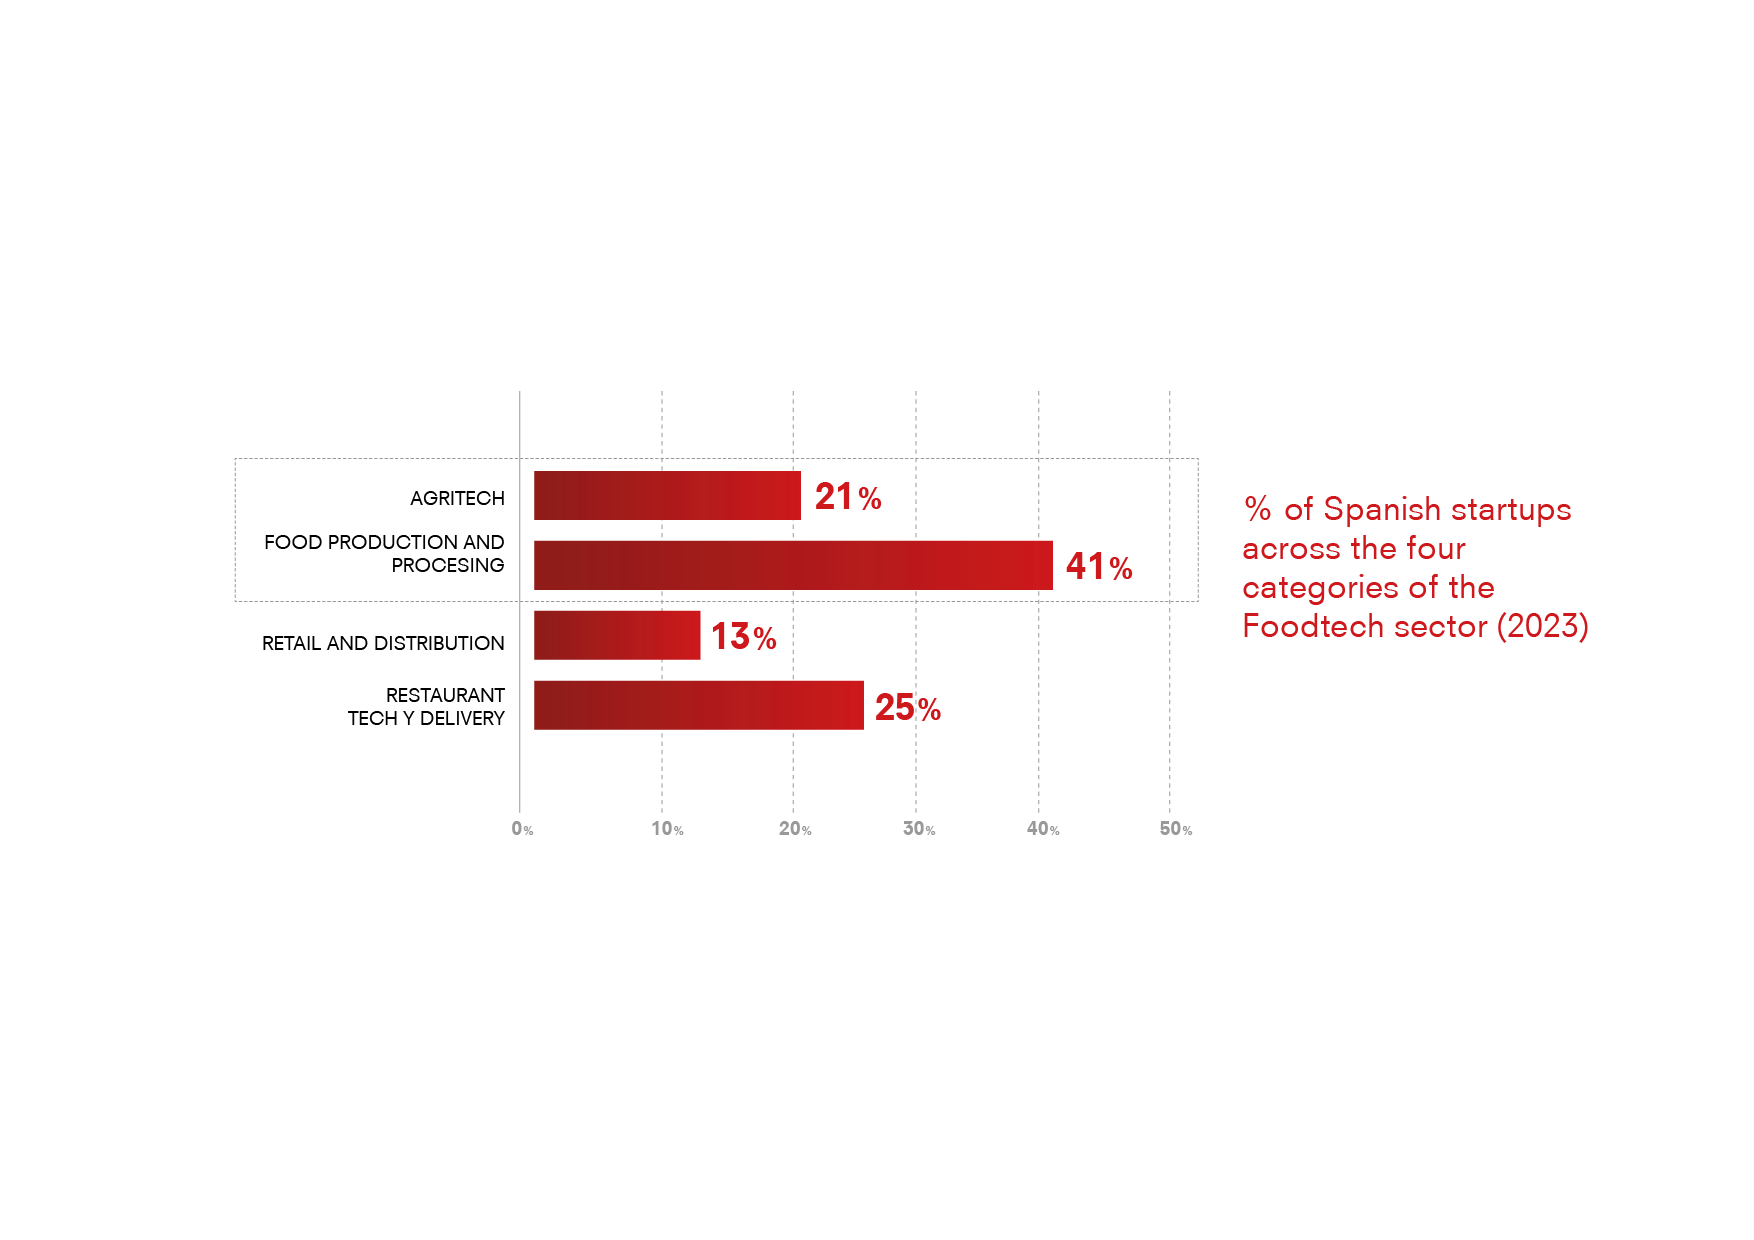 AGRITECH
21%
FOOD PRODUCTION AND
PROCESING
41%
RETAIL AND DISTRIBUTION
13%
RESTAURANT
TECH Y DELIVERY
25%
0%
10%
20%
30%
40%
50%
% of Spanish startups
across the four
categories of the
Foodtech sector (2023)